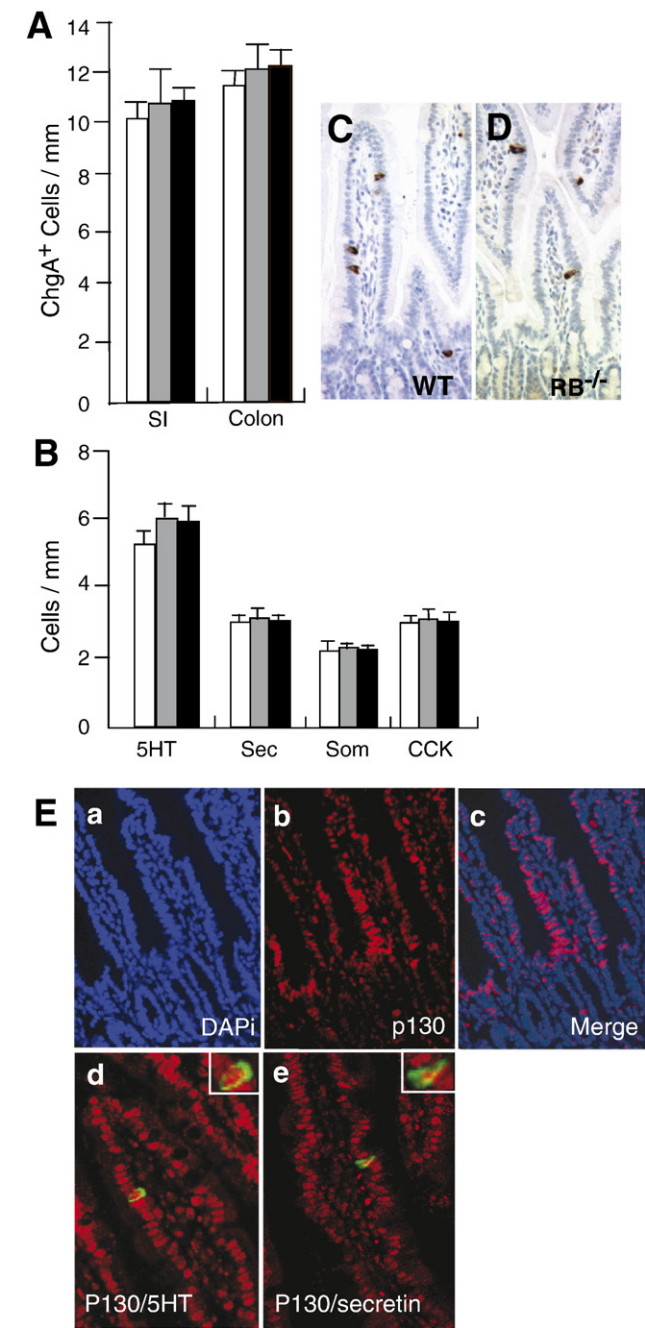 A
14
12
10
8
6
4
2
0
ChgA+ Cells / mm
SI Colon
C D
WT RB-/-
B
8
6
4
2
0
Cells / mm
5HT Sec Som CCK
E a b c
DAPi p130 Merge
d e
P130/5HT P130/secretin